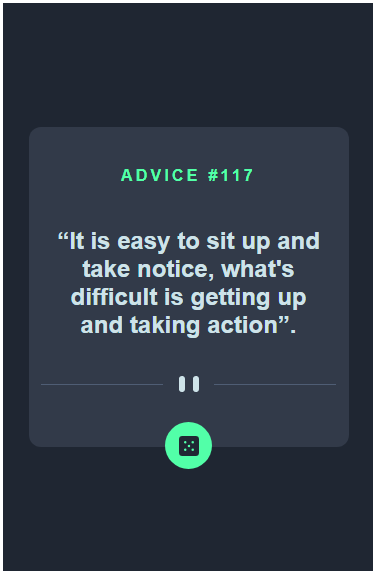 ADVICE #117
“It is easy to sit up and
take notice, what's
difficult is getting up
and taking action”.